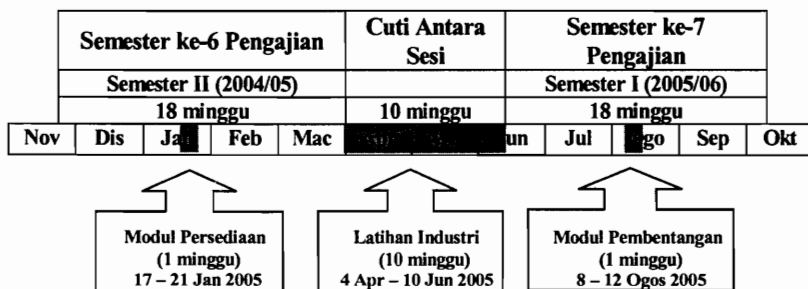 Semester ke-6 Pengajian
Cuti Antara
Sesi
Semester ke-7
Pengajian
Semester II (2004/05)
Semester I (2005/06)
18 minggu
10 minggu
18 minggu
Nov Dis Feb Mac Jul Sep Okt
Modul Persediaan
(1 minggu)
17 – 21 Jan 2005
Latihan Industri
(10 minggu)
4 Apr – 10 Jun 2005
Modul Pembentangan
(1 minggu)
8 – 12 Ogos 2005